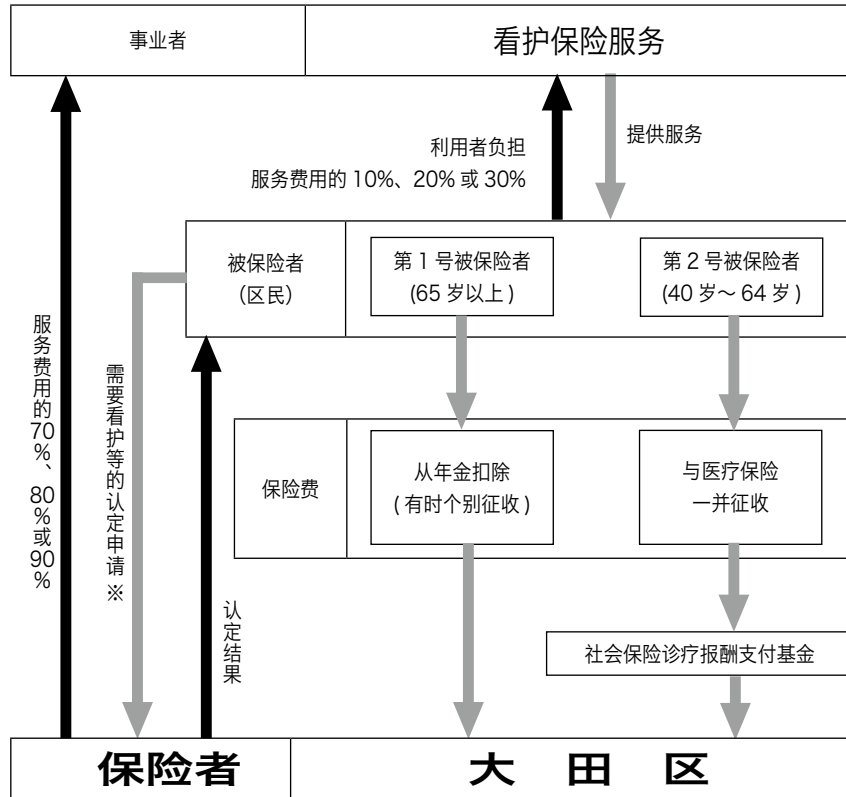 事业者
看护保险服务
利用者负担
服务费用的 10%、20% 或 30%
提供服务
被保险者
（区民）
第 1 号被保险者
(65 岁以上 )
第 2 号被保险者
(40 岁～ 64 岁 )
服务费用的70%、80%或90%
需要看护等的认定申请※
认定结果
保险费
从年金扣除
( 有时个别征收 )
与医疗保险
一并征收
社会保险诊疗报酬支付基金
保险者
大 田 区